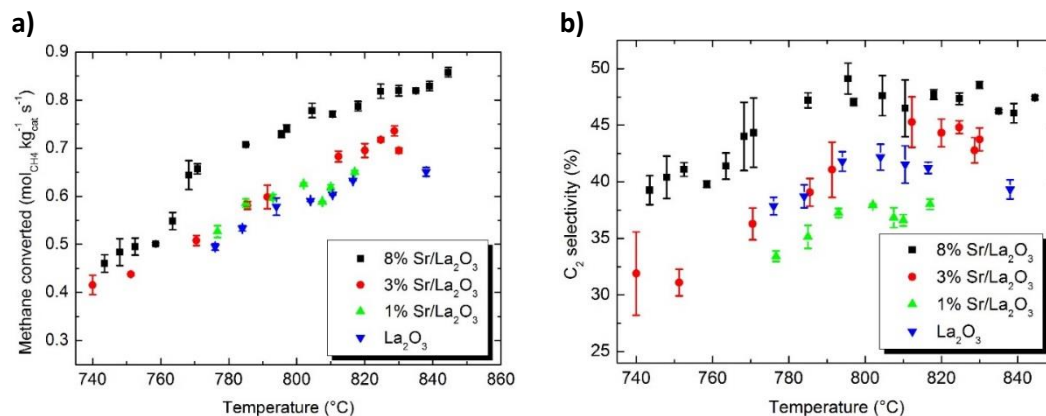 a)
Methane converted (mol_CH4 kg^-1_cat s^-1)
0.9
0.8
0.7
0.6
0.5
0.4
0.3
8% Sr/La₂O₃
3% Sr/La₂O₃
1% Sr/La₂O₃
La₂O₃
740 760 780 800 820 840 860
Temperature (°C)
b)
C₂ selectivity (%)
50
45
40
35
30
25
8% Sr/La₂O₃
3% Sr/La₂O₃
1% Sr/La₂O₃
La₂O₃
740 760 780 800 820 840
Temperature (°C)